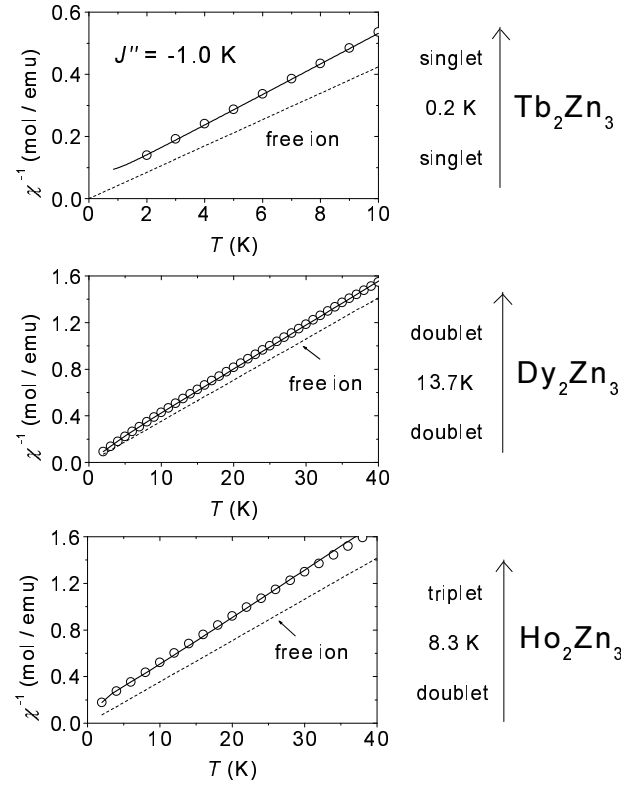 0.6
J'' = -1.0 K
0.4
0.2
free ion
0.0
0 2 4 6 8 10
χ⁻¹ (mol / emu)
T (K)
singlet
0.2 K
singlet
Tb₂Zn₃
1.6
1.2
0.8
0.4
0.0
free ion
0 10 20 30 40
χ⁻¹ (mol / emu)
T (K)
doublet
13.7K
doublet
Dy₂Zn₃
1.6
1.2
0.8
0.4
0.0
free ion
0 10 20 30 40
χ⁻¹ (mol / emu)
T (K)
triplet
8.3 K
doublet
Ho₂Zn₃